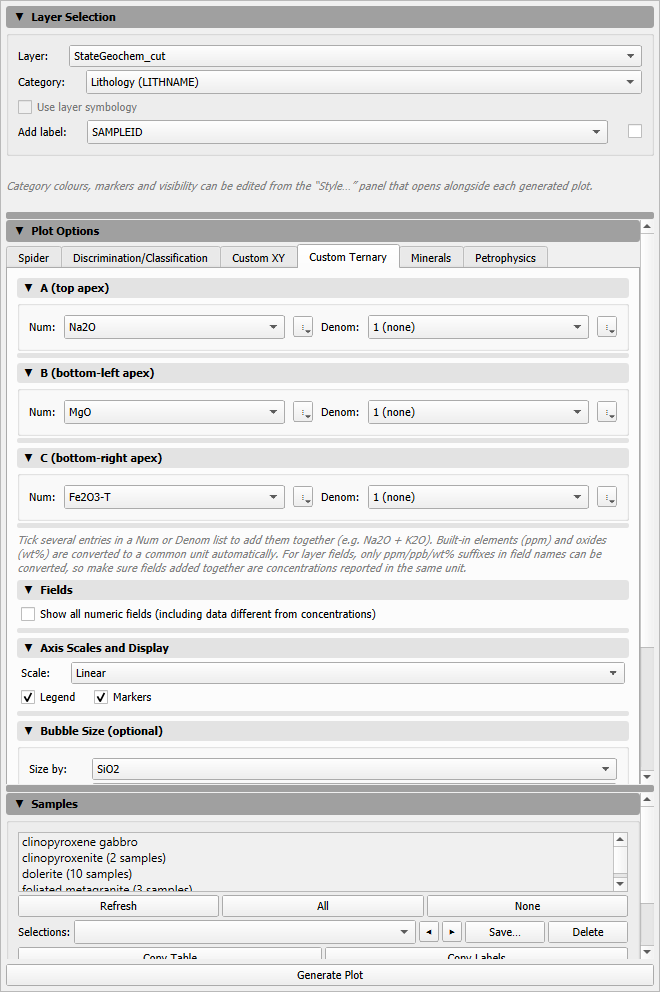 ▼ Layer Selection
Layer: StateGeochem_cut
Category: Lithology (LITHNAME)
Use layer symbology
Add label: SAMPLEID
Category colours, markers and visibility can be edited from the "Style…" panel that opens alongside each generated plot.
▼ Plot Options
Spider Discrimination/Classification Custom XY Custom Ternary Minerals Petrophysics
▼ A (top apex)
Num: Na2O Denom: 1 (none)
▼ B (bottom-left apex)
Num: MgO Denom: 1 (none)
▼ C (bottom-right apex)
Num: Fe2O3-T Denom: 1 (none)
Tick several entries in a Num or Denom list to add them together (e.g. Na2O + K2O). Built-in elements (ppm) and oxides
(wt%) are converted to a common unit automatically. For layer fields, only ppm/ppb/wt% suffixes in field names can be
converted, so make sure fields added together are concentrations reported in the same unit.
▼ Fields
Show all numeric fields (including data different from concentrations)
▼ Axis Scales and Display
Scale: Linear
Legend Markers
▼ Bubble Size (optional)
Size by: SiO2
▼ Samples
clinopyroxene gabbro
clinopyroxenite (2 samples)
dolerite (10 samples)
foliated metagranite (3 samples)
Refresh All None
Selections: Save... Delete
Copy Table Copy Labels
Generate Plot